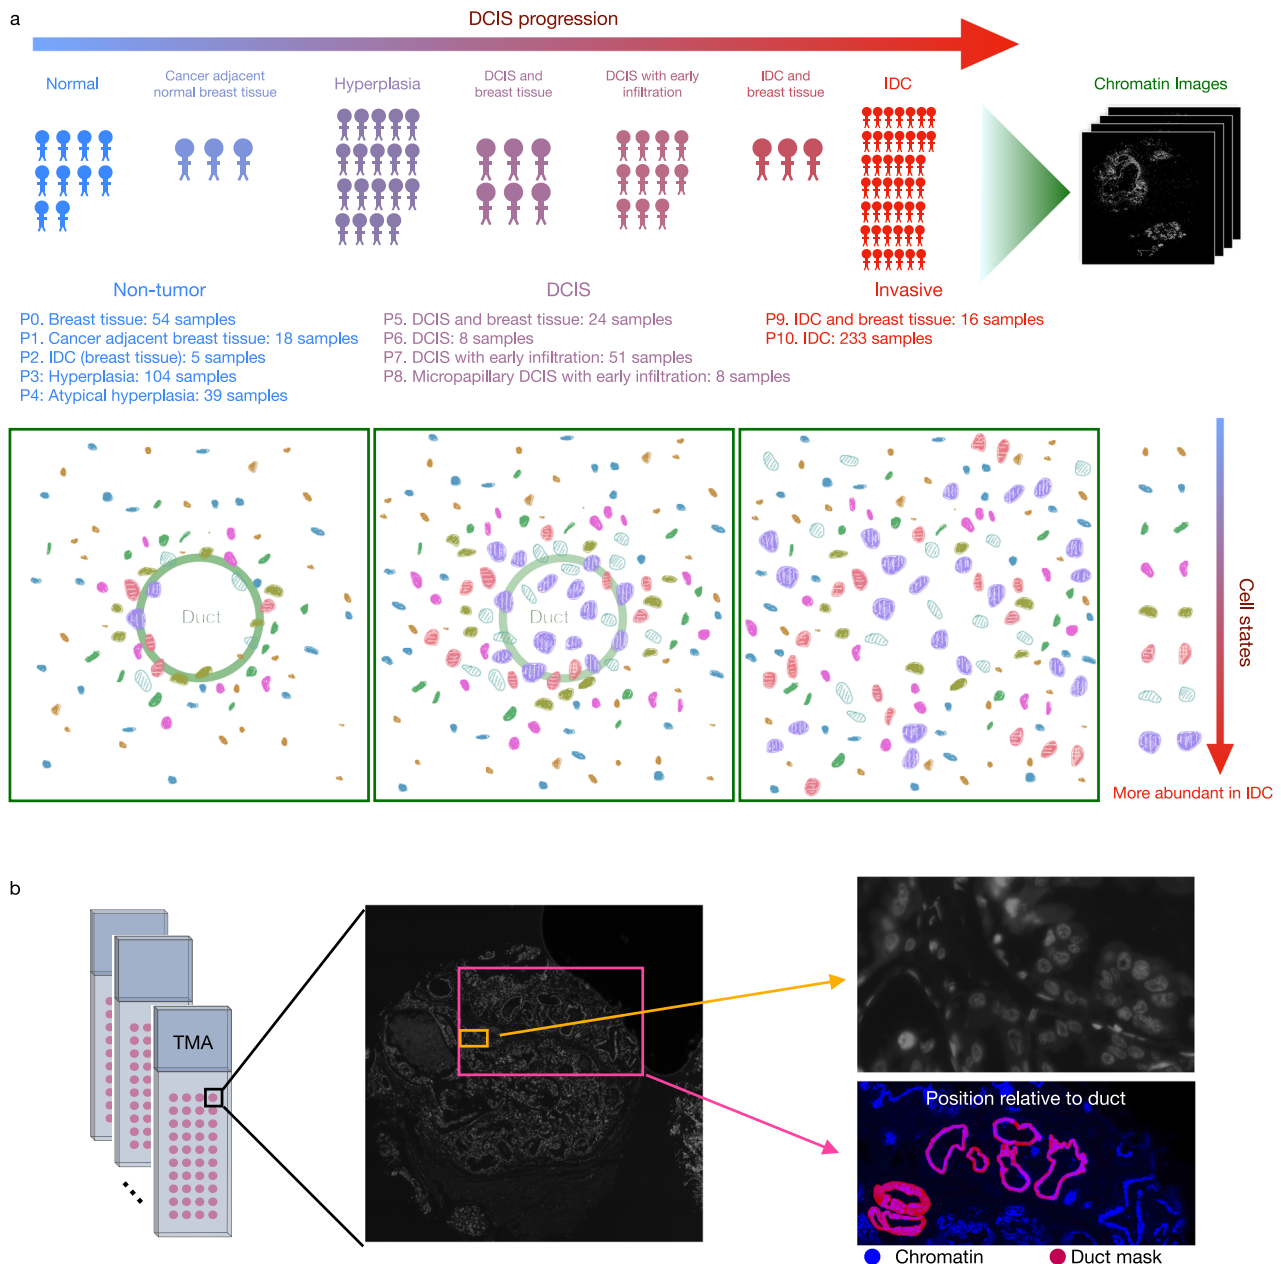 a
DCIS progression
Normal
Cancer adjacent
normal breast tissue
Hyperplasia
DCIS and
breast tissue
DCIS with early
infiltration
IDC and
breast tissue
IDC
Chromatin Images
Non-tumor
P0. Breast tissue: 54 samples
P1. Cancer adjacent breast tissue: 18 samples
P2. IDC (breast tissue): 5 samples
P3: Hyperplasia: 104 samples
P4: Atypical hyperplasia: 39 samples
DCIS
P5. DCIS and breast tissue: 24 samples
P6. DCIS: 8 samples
P7. DCIS with early infiltration: 51 samples
P8. Micropapillary DCIS with early infiltration: 8 samples
Invasive
P9. IDC and breast tissue: 16 samples
P10. IDC: 233 samples
Duct
Duct
Cell states
More abundant in IDC
b
TMA
Position relative to duct
Chromatin
Duct mask